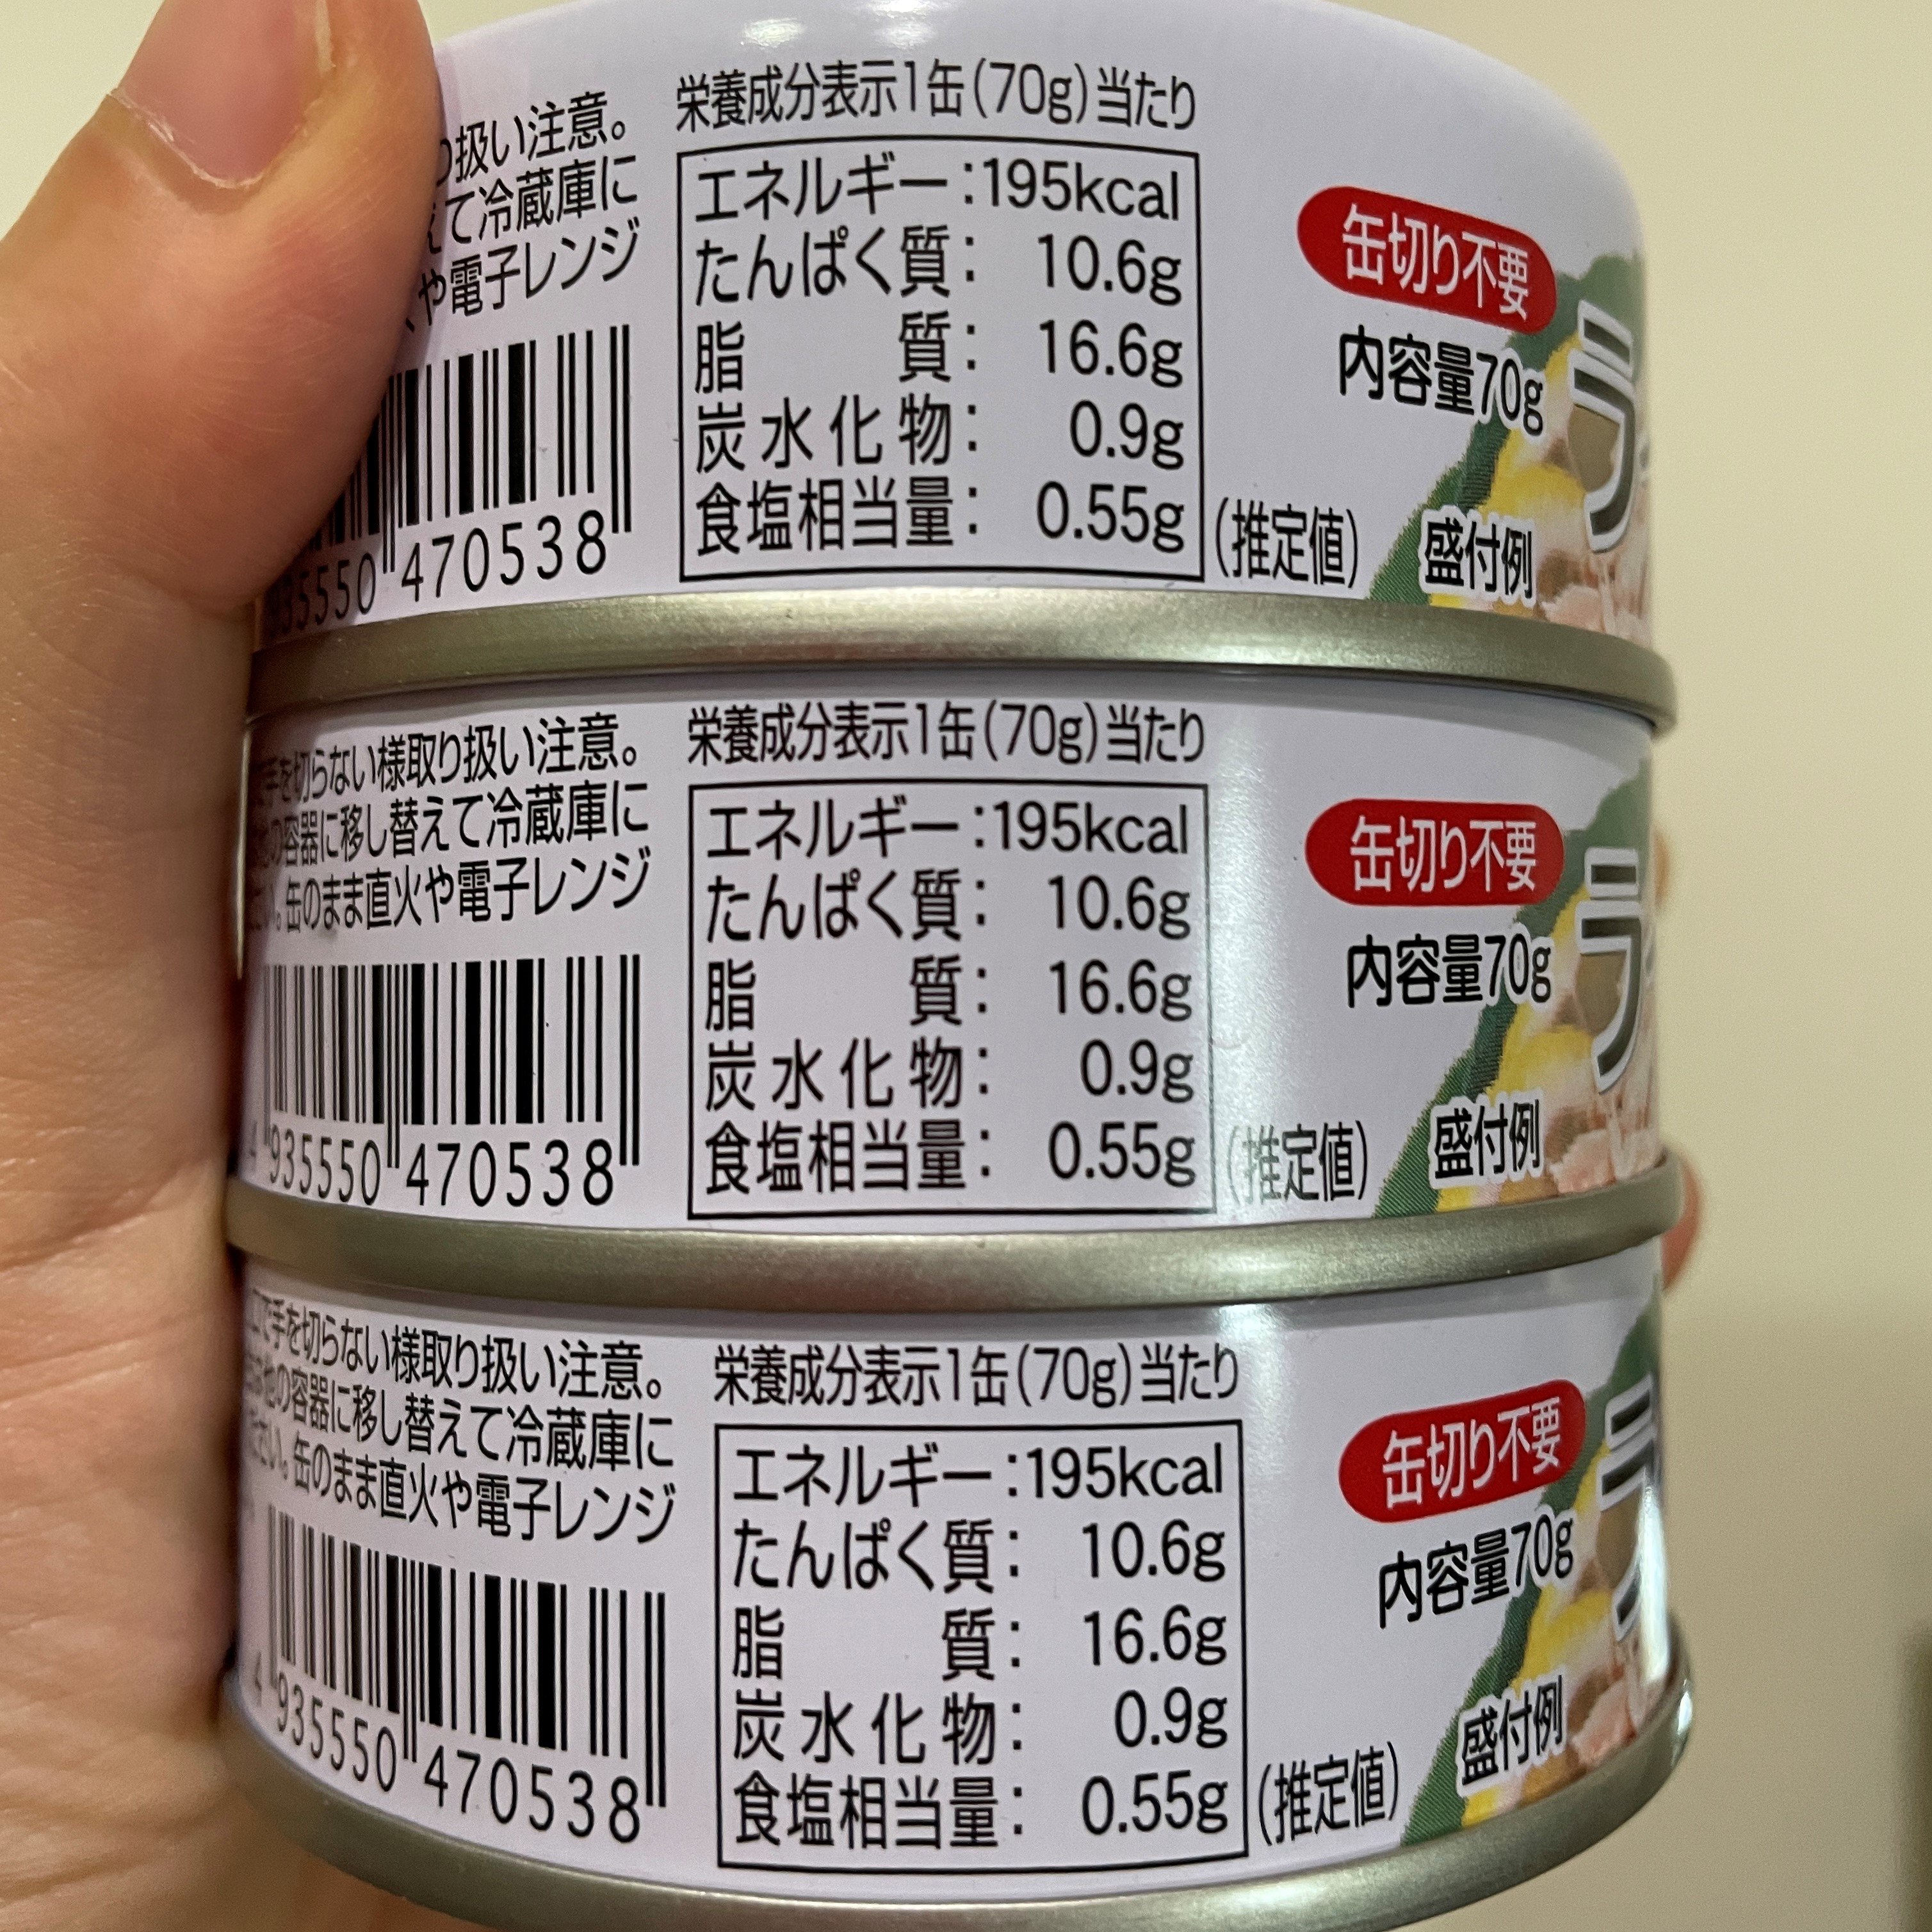 扱い注意。
えて冷蔵庫に
や電子レンジ
35550 470538
栄養成分表示1缶(70g)当たり
エネルギー:195kcal
たんぱく質: 10.6g
脂質: 16.6g
炭水化物: 0.9g
食塩相当量: 0.55g
(推定値)
缶切り不要
内容量70g
盛付例
ラ
手を切らない様取り扱い注意。
の容器に移し替えて冷蔵庫に
い。缶のまま直火や電子レンジ
4 935550 470538
栄養成分表示1缶(70g)当たり
エネルギー:195kcal
たんぱく質: 10.6g
脂質: 16.6g
炭水化物: 0.9g
食塩相当量: 0.55g
(推定値)
缶切り不要
内容量70g
盛付例
ラ
で手を切らない様取り扱い注意。
他の容器に移し替えて冷蔵庫に
さい。缶のまま直火や電子レンジ
4 935550 470538
栄養成分表示1缶(70g)当たり
エネルギー:195kcal
たんぱく質: 10.6g
脂質: 16.6g
炭水化物: 0.9g
食塩相当量: 0.55g
(推定値)
缶切り不要
内容量70g
盛付例
ラ